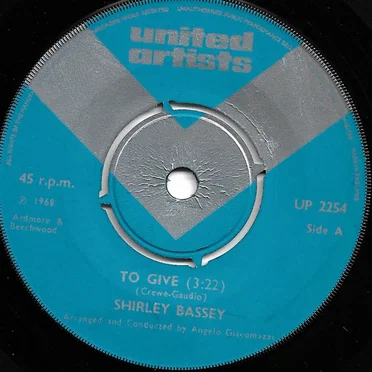 united
artists
45 r.p.m.
℗ 1968
Ardmore &
Beechwood
UP 2254
Side A
TO GIVE (3:22)
(Crewe-Gaudio)
SHIRLEY BASSEY
Arranged and Conducted by Angelo Giacomazzi